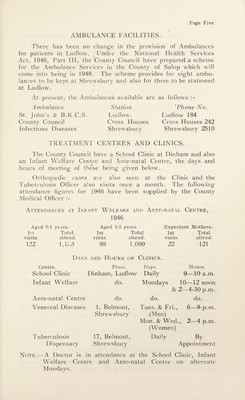 Page Five
AMBULANCE FACILITIES.
There has been no change in the provision of Ambulances
for patients in Ludlow. Under the National Health Services
Act, 1946, Part III, the County Council have prepared a scheme
for the Ambulance Services in the County of Salop which will
come into being in 1948. The scheme provides for eight ambu-
lances to be kept at Shrewsbury and also for three to be stationed
at Ludlow.
At present, the Ambulances available are as follows :-
Ambulance Station 'Phone No.
St. John's & B.R.C.S. Ludlow. Ludlow 184
County Council Cross Houses Cross Houses 242
Infectious Diseases Shrewsbury Shrewsbury 2510
TREATMENT CENTRES AND CLINICS.
The County Council have a School Clinic at Dinham and also
an Infant Welfare Centre and Ante-natal Centre, the days and
hours of meeting of these being given below.
Orthopædic cases are also seen at the Clinic and the
Tuberculosis Officer also visits once a month. The following
attendance figures for 1946 have been supplied by the County
Medical Officer :-
ATTENDANCES AT INFANT WELFARE AND ANTE-NATAL CENTRE,
1946
Aged 0-1 years. Aged 1-5 years Expectant Mothers.
1st Total 1st Total 1st Total
visits. attend. visits. attend. visits. attend
122 88 1,099 22 121
DAYS AND HOURS OF CLINICS.
Centre. Place. Days. Hours.
School Clinic Dinham, Ludlow Daily 9—10 a.m.
Infant Welfare do. Mondays 10—12 noon
& 2—4-30 p.m.
Ante-natal Centre do. do. do.
Venereal Diseases 1, Belmont, Tues. & Fri., 6—8 p.m.
Shrewsbury (Men)
Mon. & Wed., 2—4 p.m.
(Women)
Tuberculosis 17, Belmont, Daily By
Dispensary Shrewsbury Appointment
NOTE.—A Doctor is in attendance at the School Clinic, Infant
Welfare Centre and Ante-natal Centre on alternate
Mondays.